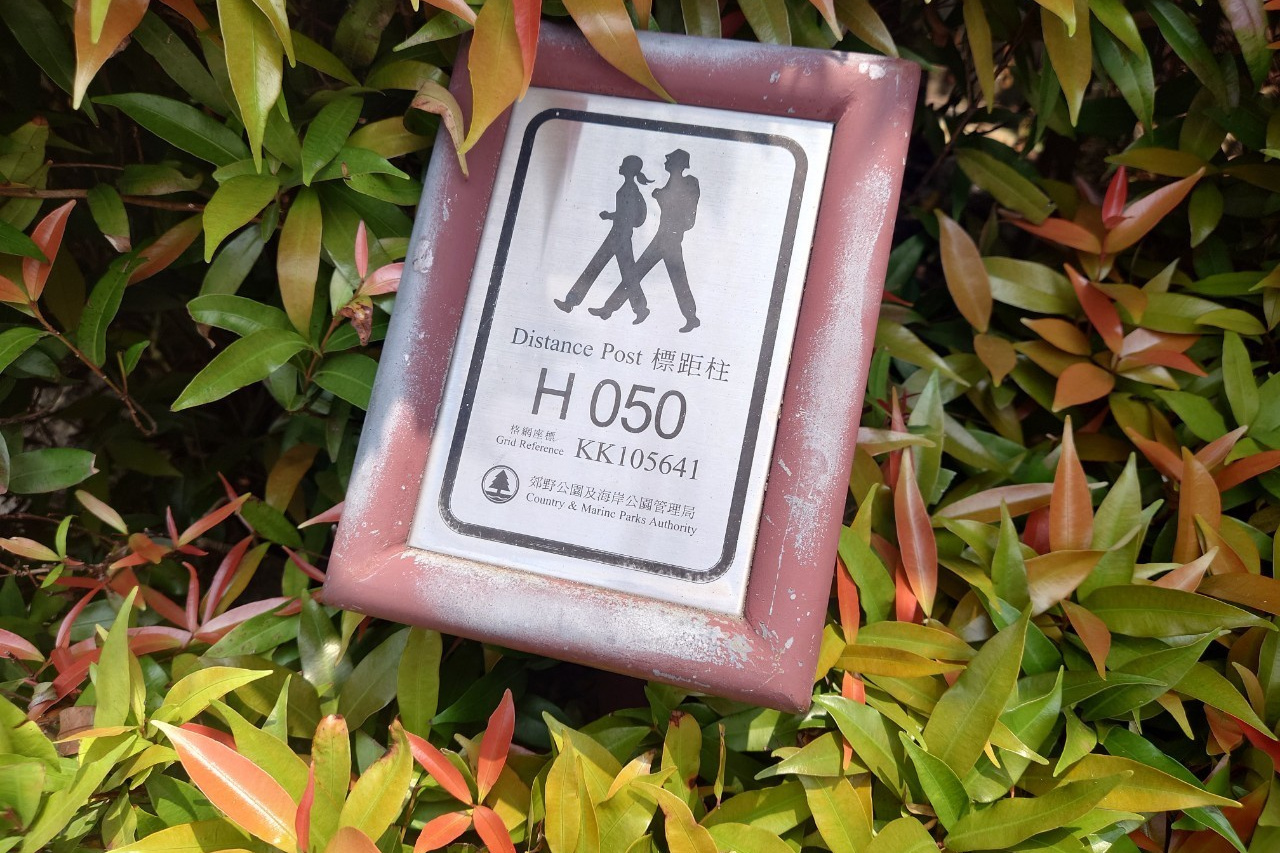 Distance Post 標距柱
H 050
格網座標
Grid Reference KK105641
郊野公園及海岸公園管理局
Country & Marine Parks Authority